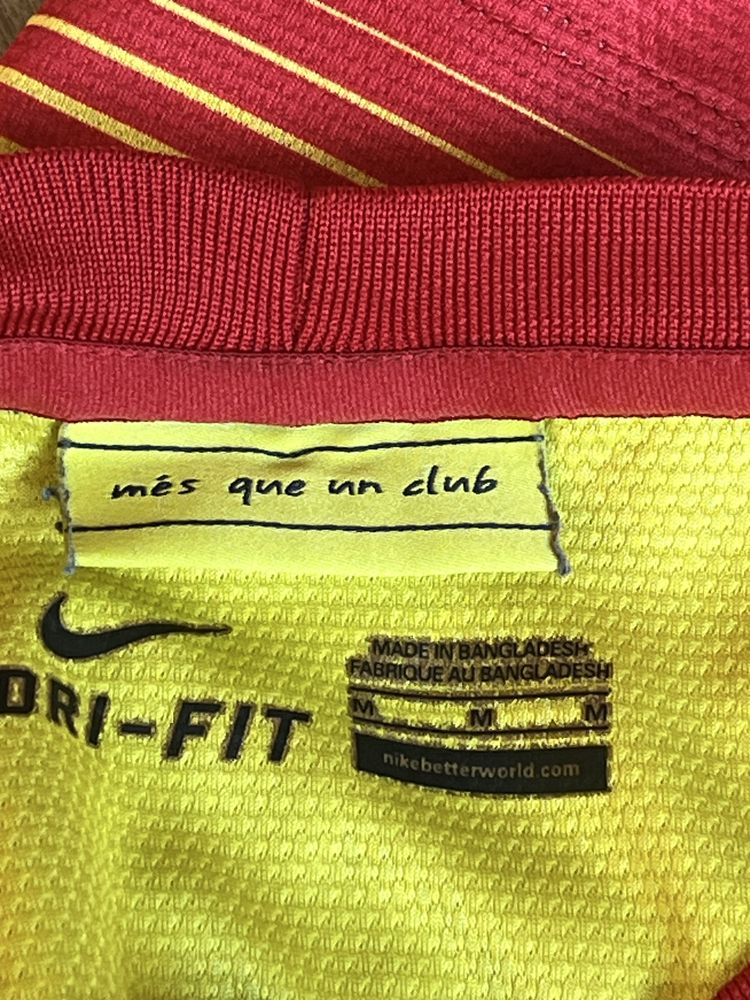 més que un club
DRI-FIT
MADE IN BANGLADESH
FABRIQUE AU BANGLADESH
M M M
nikebetterworld.com